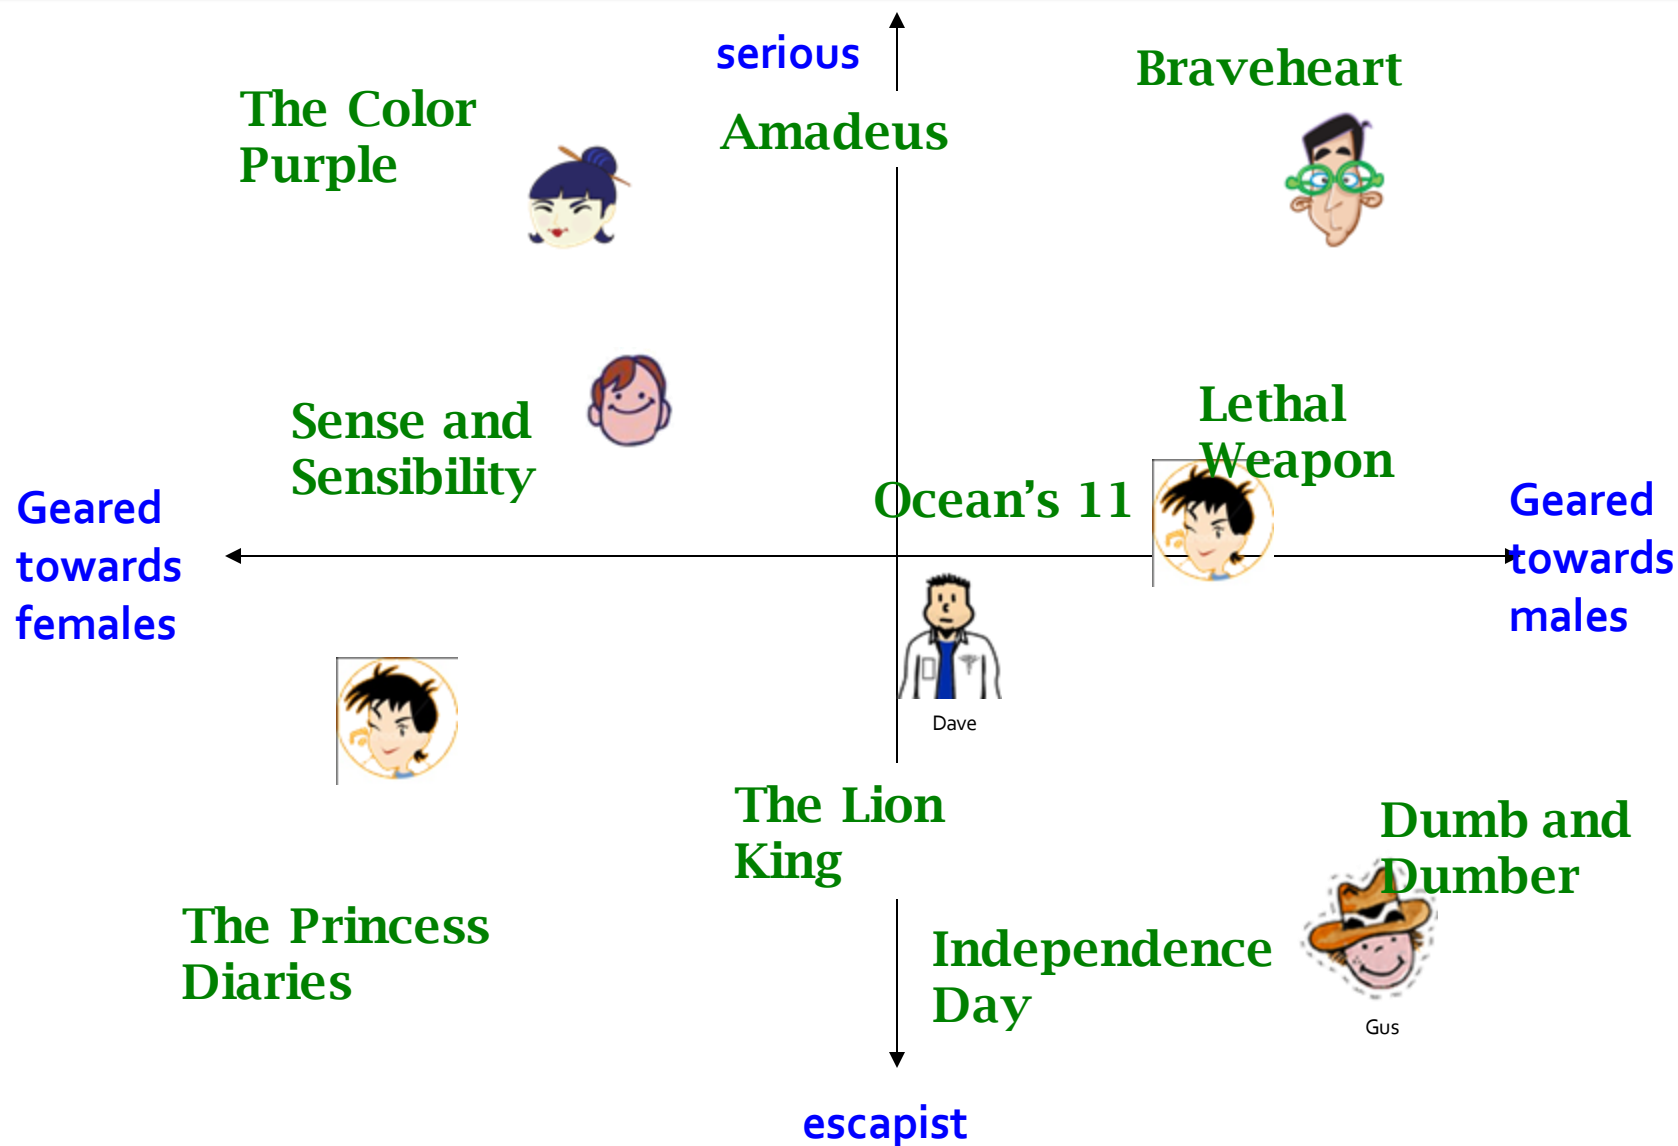 serious
Braveheart
The Color
Purple
Amadeus
Lethal
Weapon
Sense and
Sensibility
Ocean’s 11
Geared
towards
females
Geared
towards
males
Dave
The Lion
King
Dumb and
Dumber
The Princess
Diaries
Independence
Day
Gus
escapist